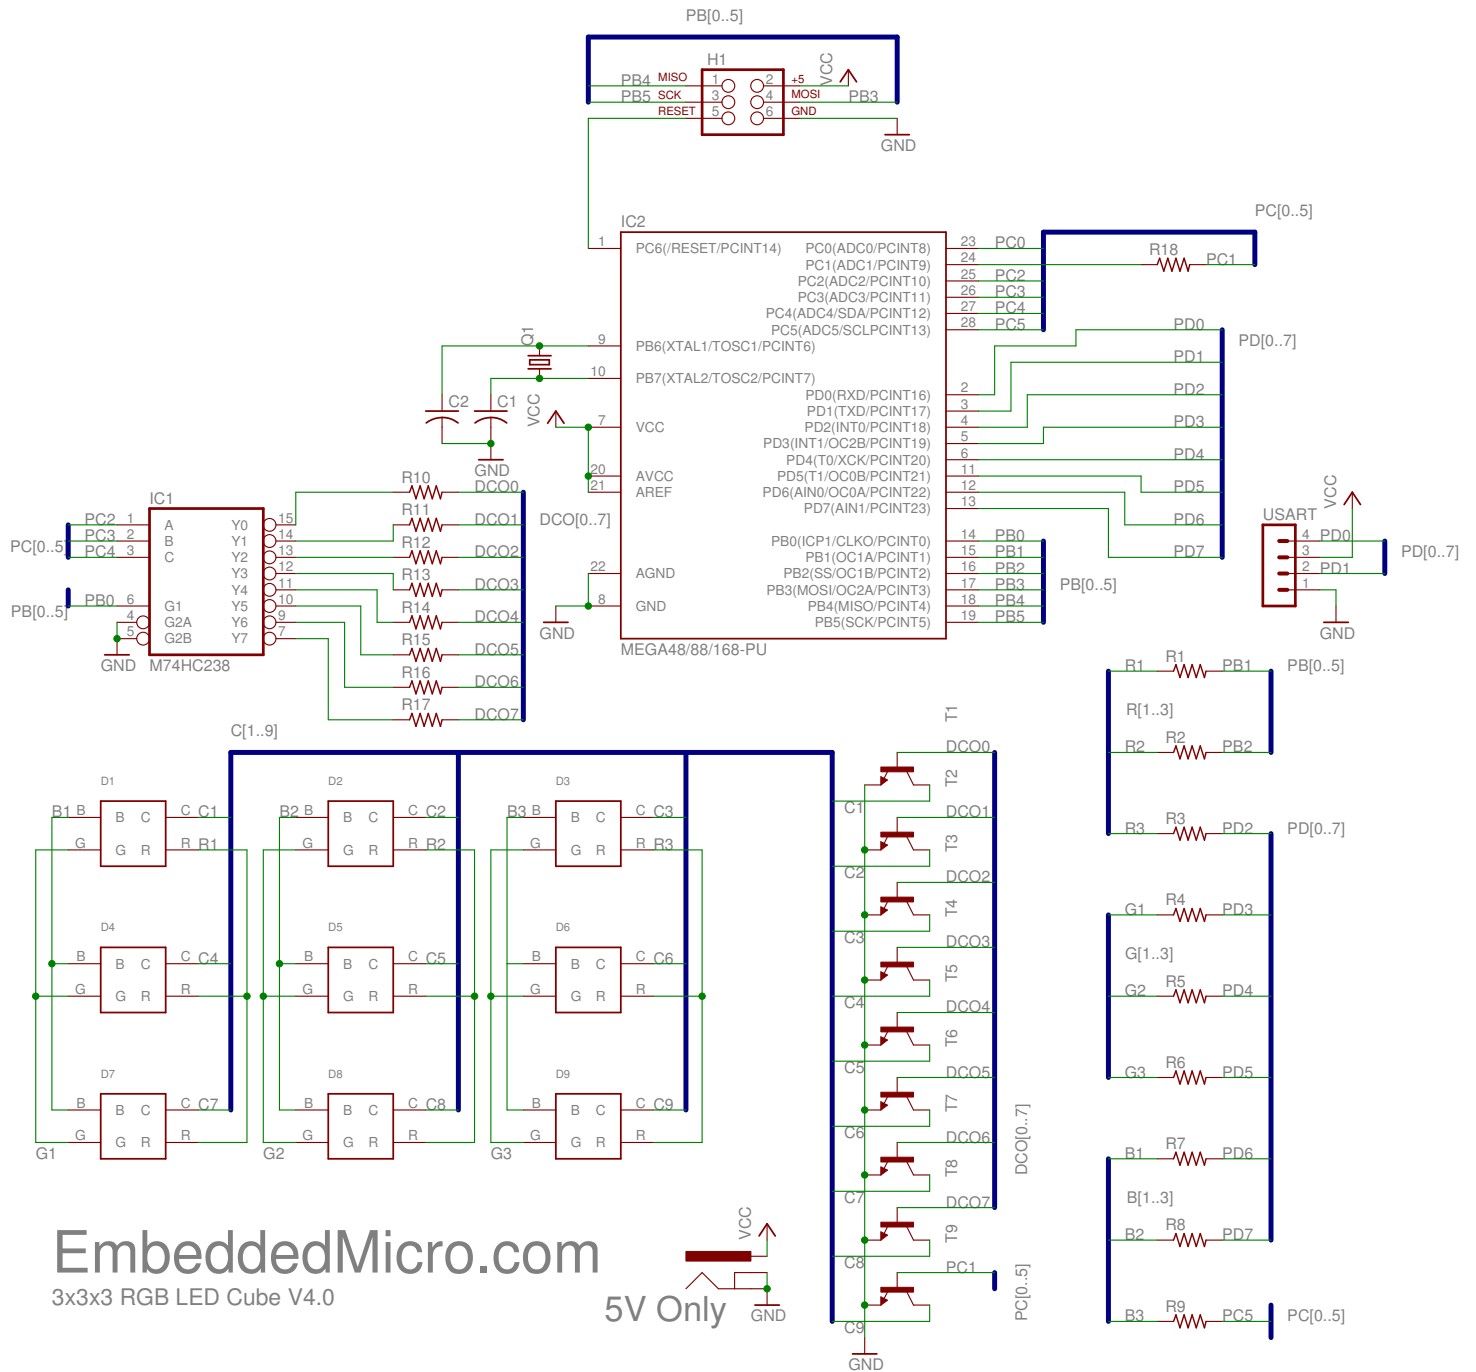 PB[0..5]
H1
PB4 MISO 1 2 +5 VCC
PB5 SCK 3 4 MOSI PB3
RESET 5 6 GND
GND
PC[0..5]
IC2
1 PC6(/RESET/PCINT14) PC0(ADC0/PCINT8) 23 PC0
PC1(ADC1/PCINT9) 24 R18 PC1
PC2(ADC2/PCINT10) 25 PC2
PC3(ADC3/PCINT11) 26 PC3
PC4(ADC4/SDA/PCINT12) 27 PC4
PC5(ADC5/SCLPCINT13) 28 PC5
Q1
9 PB6(XTAL1/TOSC1/PCINT6)
10 PB7(XTAL2/TOSC2/PCINT7)
PD0(RXD/PCINT16) 2
PD1(TXD/PCINT17) 3
PD2(INT0/PCINT18) 4
PD3(INT1/OC2B/PCINT19) 5
PD4(T0/XCK/PCINT20) 6
PD5(T1/OC0B/PCINT21) 11
PD6(AIN0/OC0A/PCINT22) 12
PD7(AIN1/PCINT23) 13
PD0
PD1
PD2
PD3
PD4
PD5
PD6
PD7
PD[0..7]
C2 C1 VCC
GND
7 VCC
20 AVCC
21 AREF
22 AGND
8 GND
GND
PB0(ICP1/CLKO/PCINT0) 14 PB0
PB1(OC1A/PCINT1) 15 PB1
PB2(SS/OC1B/PCINT2) 16 PB2
PB3(MOSI/OC2A/PCINT3) 17 PB3
PB4(MISO/PCINT4) 18 PB4
PB5(SCK/PCINT5) 19 PB5
PB[0..5]
MEGA48/88/168-PU
VCC
USART
4 PD0
3
2 PD1
1
PD[0..7]
GND
IC1
PC[0..5]
PC2 1 A Y0 15
PC3 2 B Y1 14
PC4 3 C Y2 13
Y3 12
Y4 11
PB[0..5]
PB0 6 G1 Y5 10
4 G2A Y6 9
5 G2B Y7 7
GND
M74HC238
R10 DCO0
R11 DCO1
R12 DCO2
R13 DCO3
R14 DCO4
R15 DCO5
R16 DCO6
R17 DCO7
DCO[0..7]
C[1..9]
D1
B1 B B C C C1
G G R R R1
D2
B2 B B C C C2
G G R R R2
D3
B3 B B C C C3
G G R R R3
D4
B B C C C4
G G R R
D5
B B C C C5
G G R R
D6
B B C C C6
G G R R
D7
B B C C C7
G1 G G R R
D8
B B C C C8
G2 G G R R
D9
B B C C C9
G3 G G R R
T1
DCO0
C1
T2
DCO1
C2
T3
DCO2
C3
T4
DCO3
C4
T5
DCO4
C5
T6
DCO5
C6
T7
DCO6
C7
T8
DCO7
C8
T9
PC1
C9
DCO[0..7]
PC[0..5]
GND
R1 R1 PB1 PB[0..5]
R[1..3]
R2 R2 PB2
R3 R3 PD2 PD[0..7]
G1 R4 PD3
G[1..3]
G2 R5 PD4
G3 R6 PD5
B1 R7 PD6
B[1..3]
B2 R8 PD7
B3 R9 PC5 PC[0..5]
EmbeddedMicro.com
3x3x3 RGB LED Cube V4.0
VCC
5V Only
GND